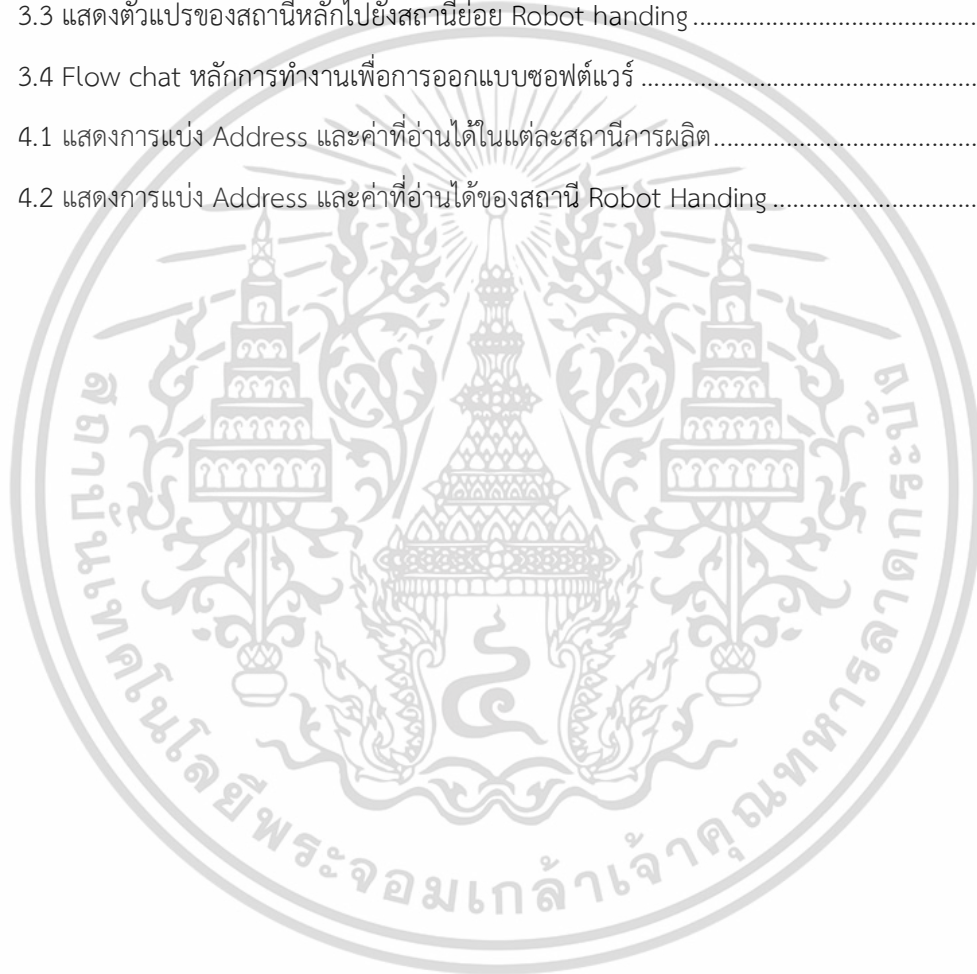 3.3 แสดงตัวแปรของสถานีหลักไปยังสถานีย่อย Robot handing
3.4 Flow chat หลักการทำงานเพื่อการออกแบบซอฟต์แวร์
4.1 แสดงการแบ่ง Address และค่าที่อ่านได้ในแต่ละสถานีการผลิต
4.2 แสดงการแบ่ง Address และค่าที่อ่านได้ของสถานี Robot Handing
สถาบันเทคโนโลยีพระจอมเกล้าเจ้าคุณทหารลาดกระบัง
๔